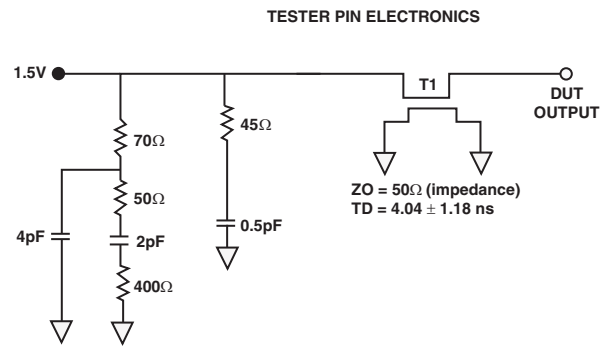 TESTER PIN ELECTRONICS
1.5V
T1
DUT
OUTPUT
70Ω
45Ω
50Ω
ZO = 50Ω (impedance)
TD = 4.04 ± 1.18 ns
4pF
2pF
0.5pF
400Ω